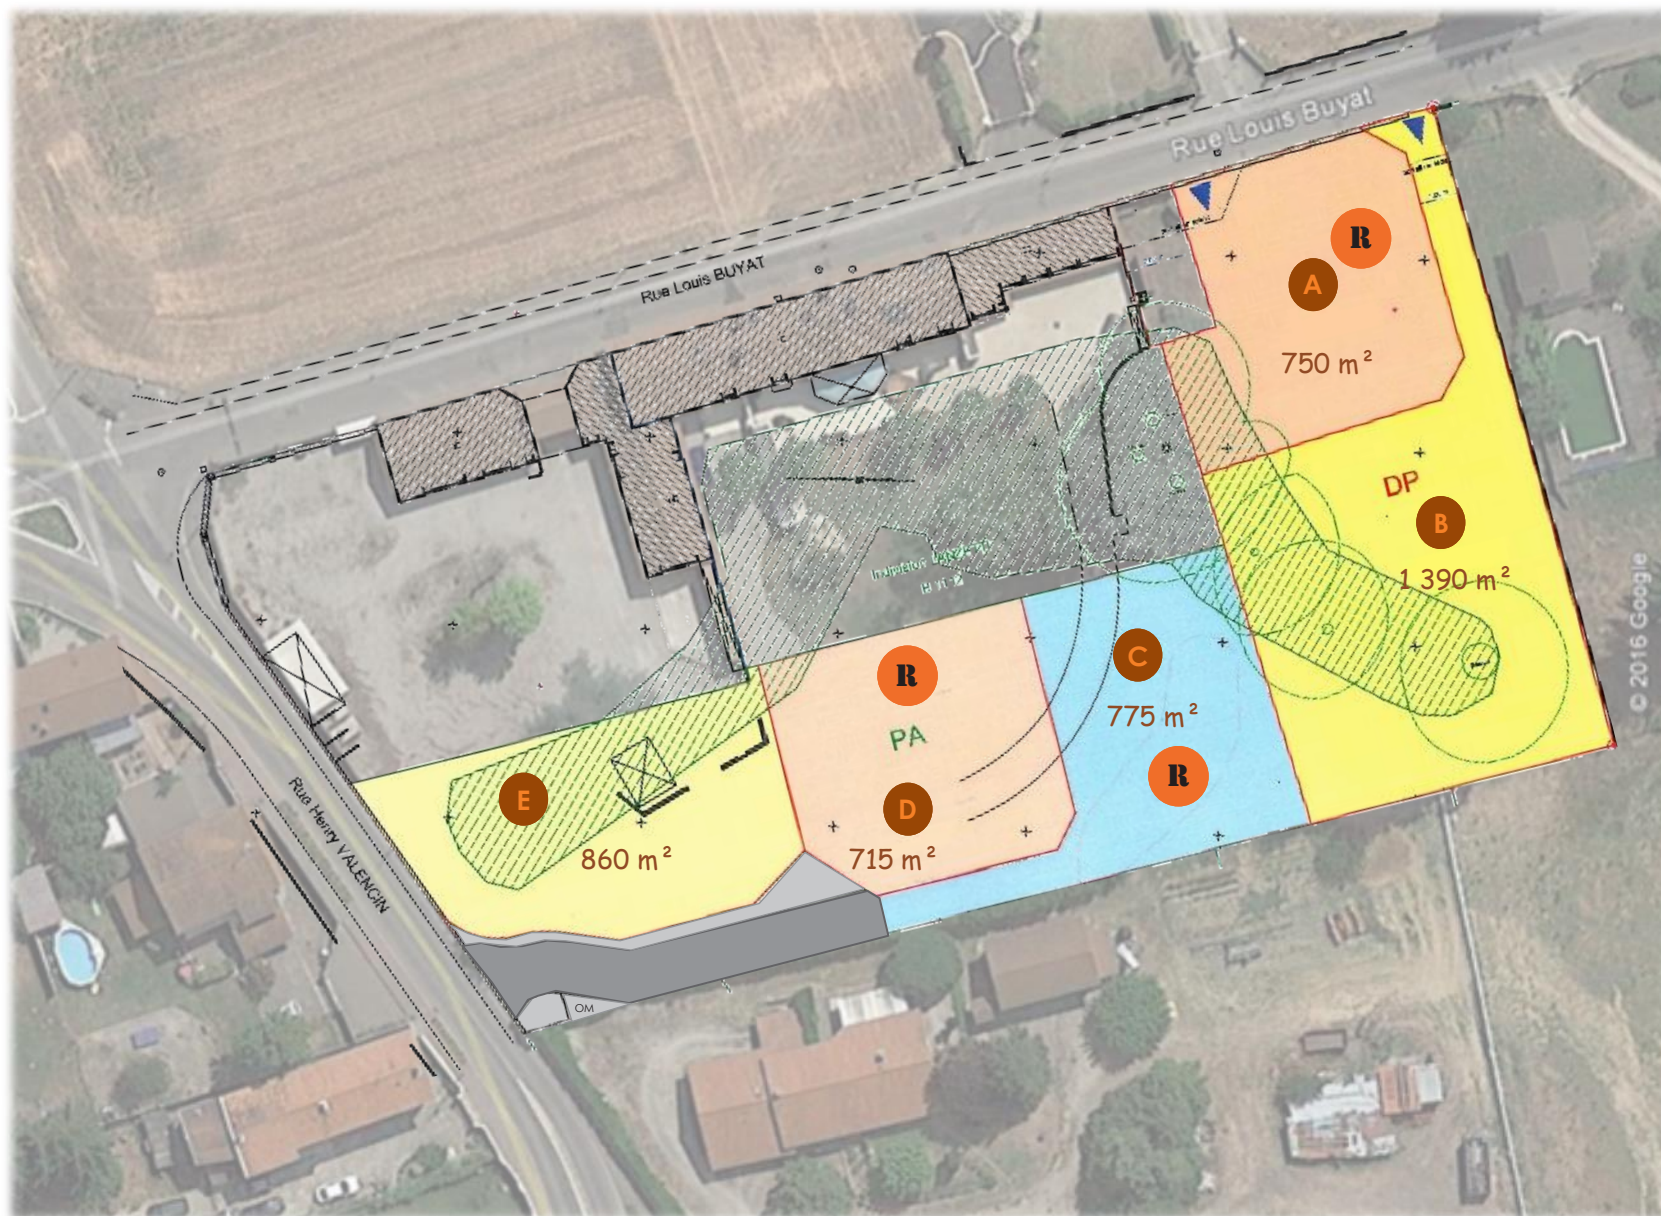 Rue Louis Buyat
R
A
750 m²
Rue Louis BUYAT
DP
B
1 390 m²
© 2016 Google
C
775 m²
R
R
PA
D
715 m²
E
860 m²
Rue Henry VALENCIN
OM